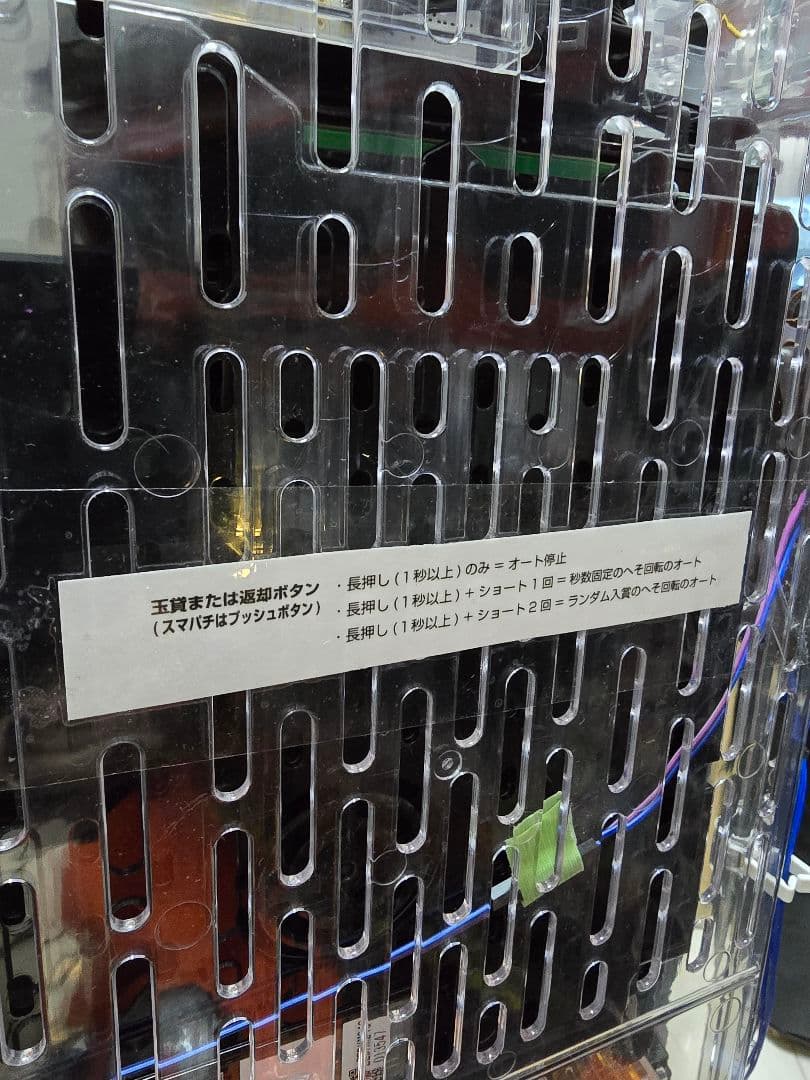 玉貸または返却ボタン
(スマパチはプッシュボタン)
・長押し(1秒以上)のみ=オート停止
・長押し(1秒以上)+ショート1回=秒数固定のへそ回転のオート
・長押し(1秒以上)+ショート2回=ランダム入賞のへそ回転のオート